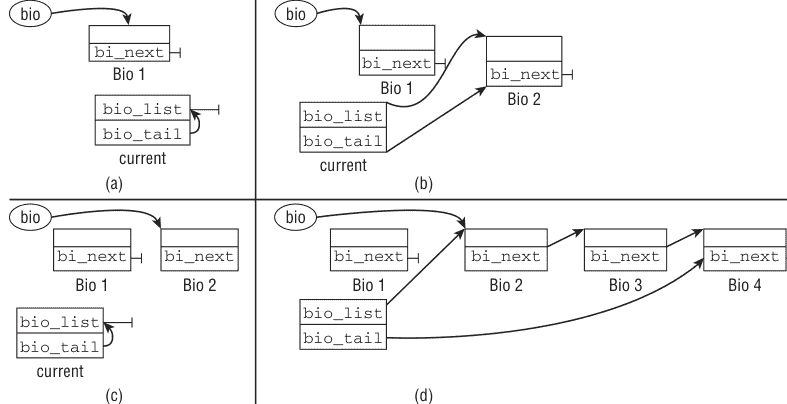 bio
bi_next
Bio 1
bio_list
bio_tail
current
(a)
bio
bi_next
Bio 1
bi_next
Bio 2
bio_list
bio_tail
current
(b)
bio
bi_next
Bio 1
bi_next
Bio 2
bio_list
bio_tail
current
(c)
bio
bi_next
Bio 1
bi_next
Bio 2
bi_next
Bio 3
bi_next
Bio 4
bio_list
bio_tail
current
(d)